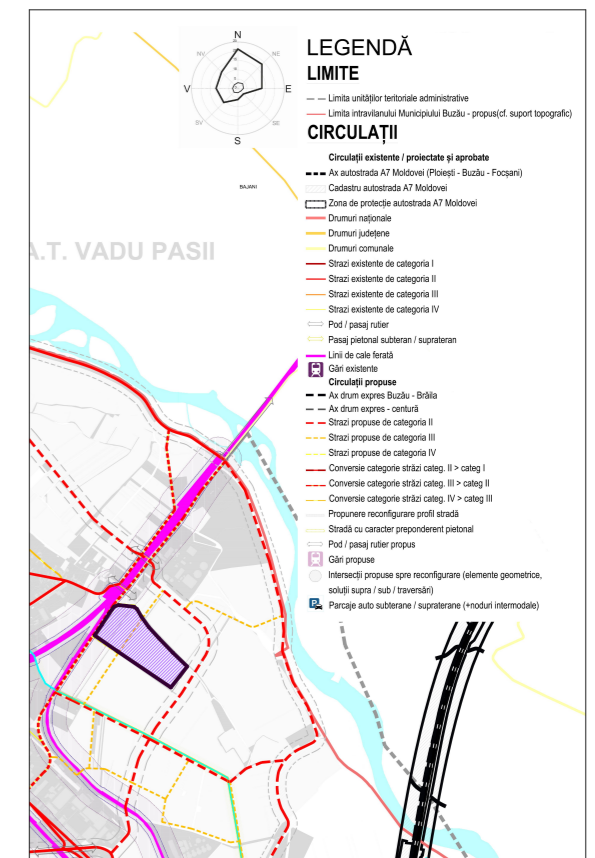 N
NV
NE
V
E
SV
SE
S
LEGENDĂ
LIMITE
Limita unităților teritoriale administrative
Limita intravilanului Municipiului Buzău - propus(cf. suport topografic)
CIRCULAȚII
Circulații existente / proiectate și aprobate
Ax autostrada A7 Moldovei (Ploiești - Buzău - Focșani)
Cadastru autostrada A7 Moldovei
Zona de protecție autostrada A7 Moldovei
Drumuri naționale
Drumuri județene
Drumuri comunale
Strazi existente de categoria I
Strazi existente de categoria II
Strazi existente de categoria III
Strazi existente de categoria IV
Pod / pasaj rutier
Pasaj pietonal subteran / suprateran
Linii de cale ferată
Gări existente
Circulații propuse
Ax drum expres Buzău - Brăila
Ax drum expres - centură
Strazi propuse de categoria II
Strazi propuse de categoria III
Strazi propuse de categoria IV
Conversie categorie străzi categ. II > categ I
Conversie categorie străzi categ. III > categ II
Conversie categorie străzi categ. IV > categ III
Propunere reconfigurare profil stradă
Stradă cu caracter preponderent pietonal
Pod / pasaj rutier propus
Gări propuse
Intersecții propuse spre reconfigurare (elemente geometrice,
soluții supra / sub / traversări)
P Parcaje auto subterane / supraterane (+noduri intermodale)
BAJANI
A.T. VADU PASII